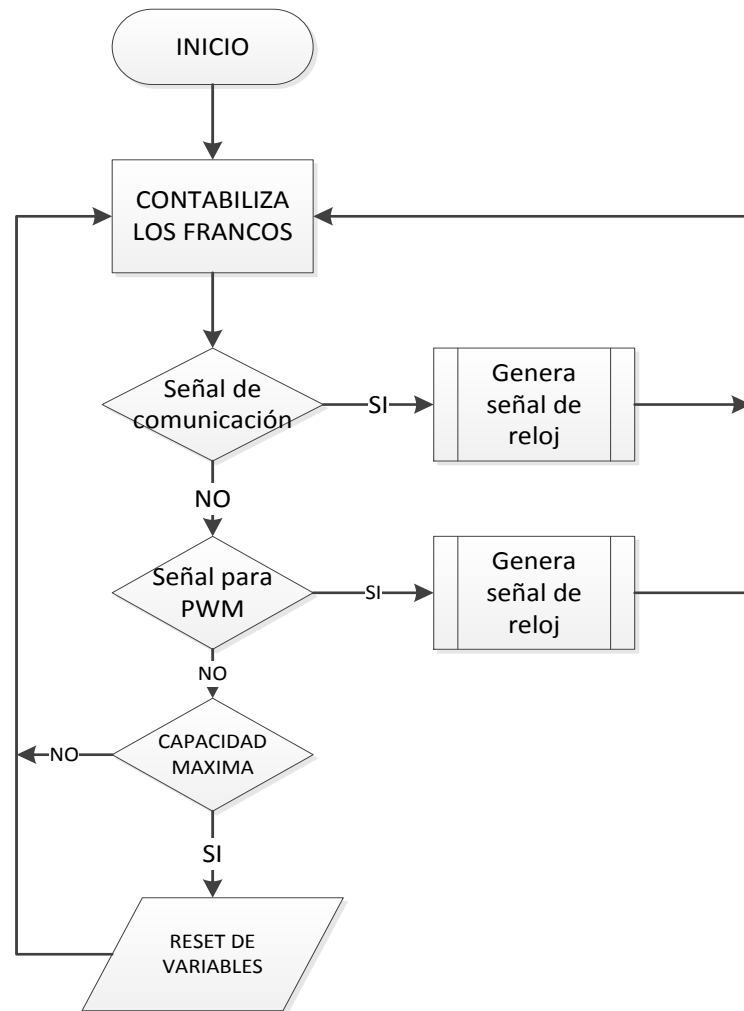 INICIO
CONTABILIZA
LOS FRANCOS
Señal de
comunicación
SI
Genera
señal de
reloj
NO
Señal para
PWM
SI
Genera
señal de
reloj
NO
CAPACIDAD
MAXIMA
NO
SI
RESET DE
VARIABLES